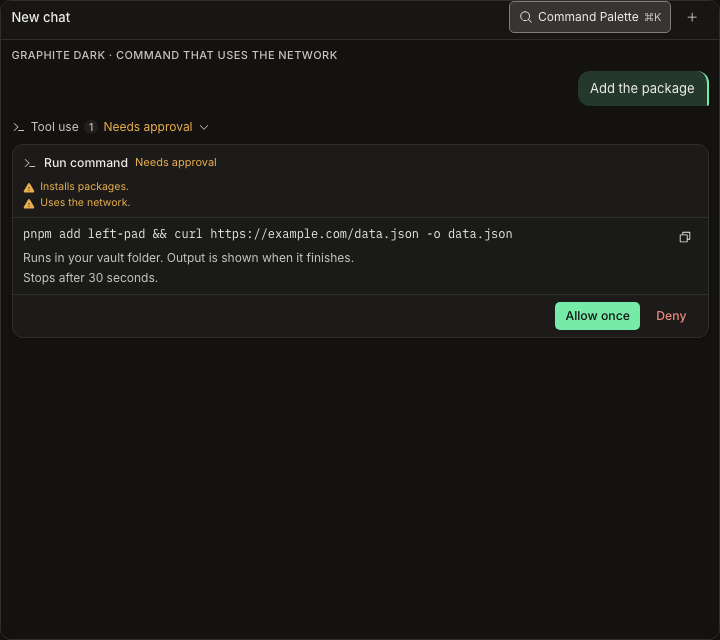 New chat
Command Palette ⌘K
GRAPHITE DARK · COMMAND THAT USES THE NETWORK
Add the package
Tool use 1 Needs approval
Run command Needs approval
Installs packages.
Uses the network.
pnpm add left-pad && curl https://example.com/data.json -o data.json
Runs in your vault folder. Output is shown when it finishes.
Stops after 30 seconds.
Allow once Deny